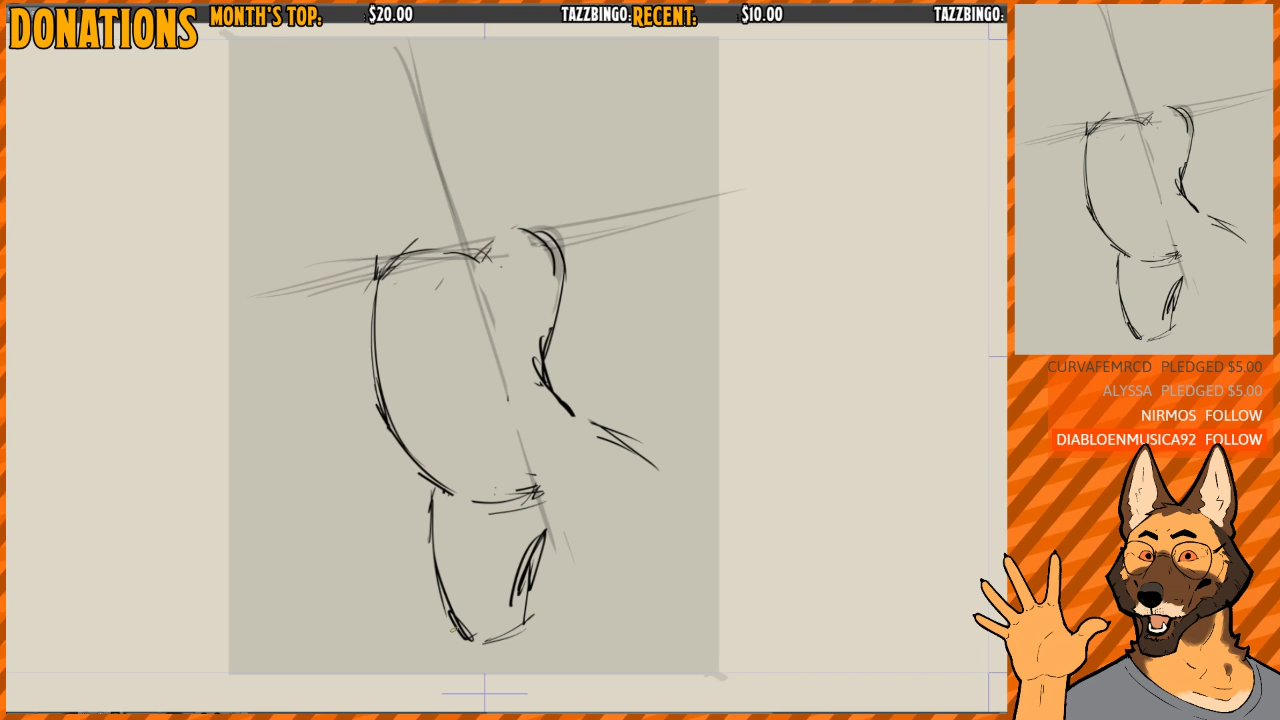 DONATIONS
MONTH'S TOP: $20.00 TAZZBINGO:
RECENT: $10.00 TAZZBINGO:
CURVAFEMRCD PLEDGED $5.00
ALYSSA PLEDGED $5.00
NIRMOS FOLLOW
DIABLOENMUSICA92 FOLLOW